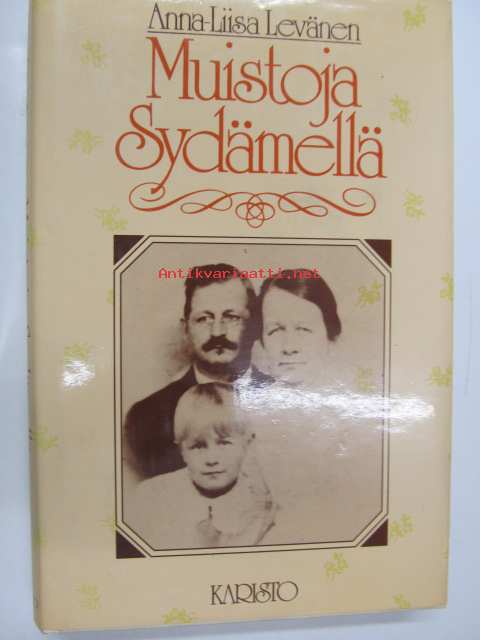 Anna-Liisa Levänen
Muistoja
Sydämellä
Antikvariaatti.net
KARISTO